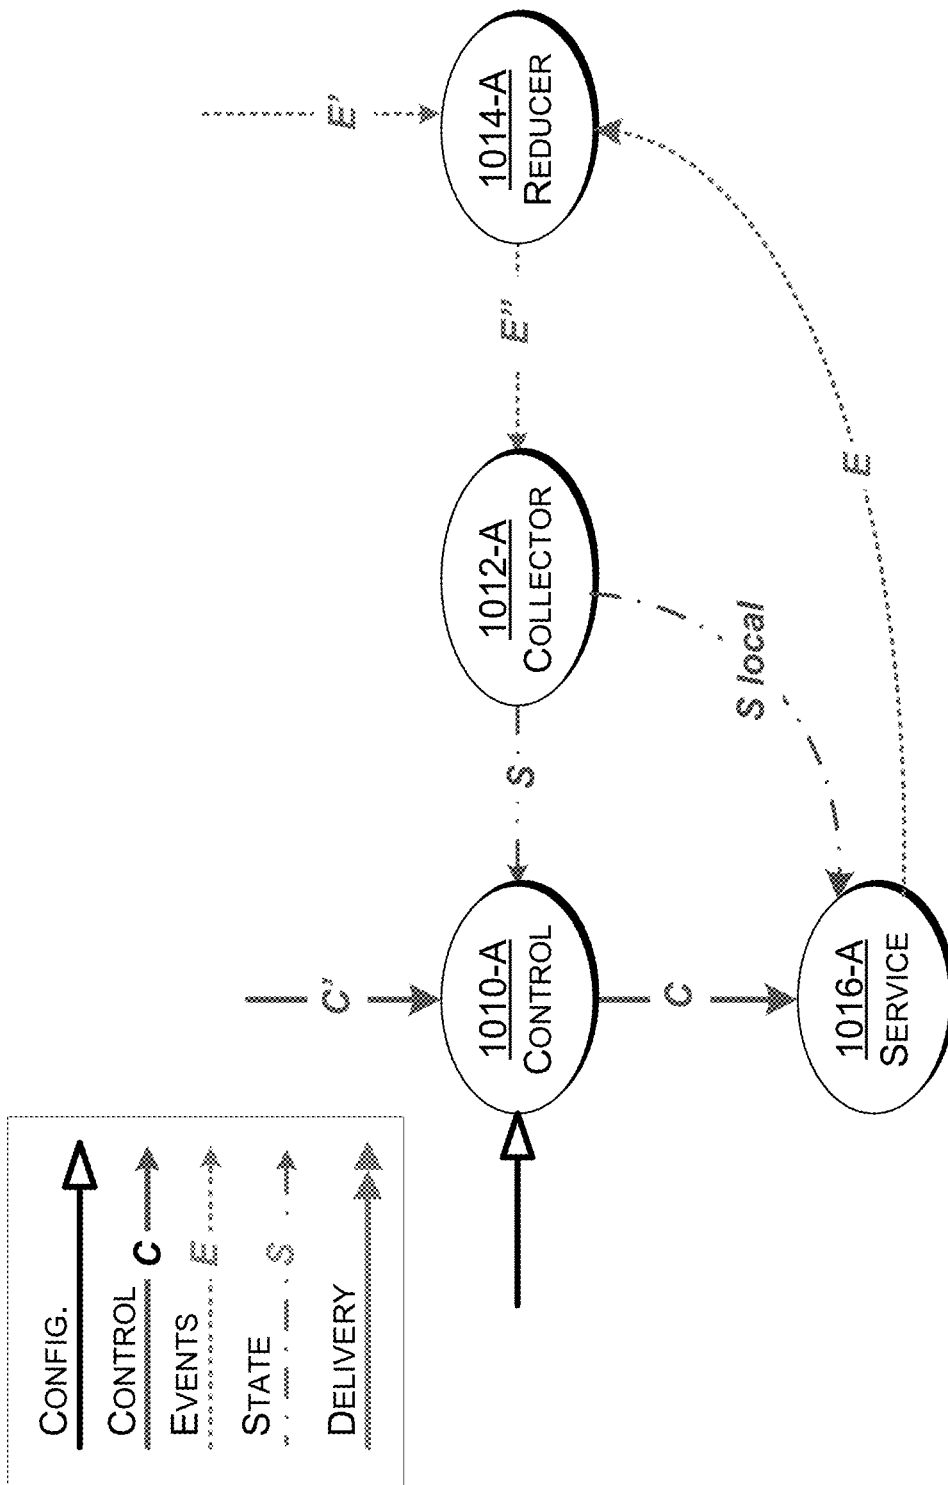 CONFIG.
CONTROL
C
EVENTS
E
STATE
S
DELIVERY
C'
1010-A
CONTROL
S
1012-A
COLLECTOR
E''
1014-A
REDUCER
E'
C
S local
E
1016-A
SERVICE